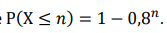 P(X ≤ n) = 1 − 0,8ⁿ.